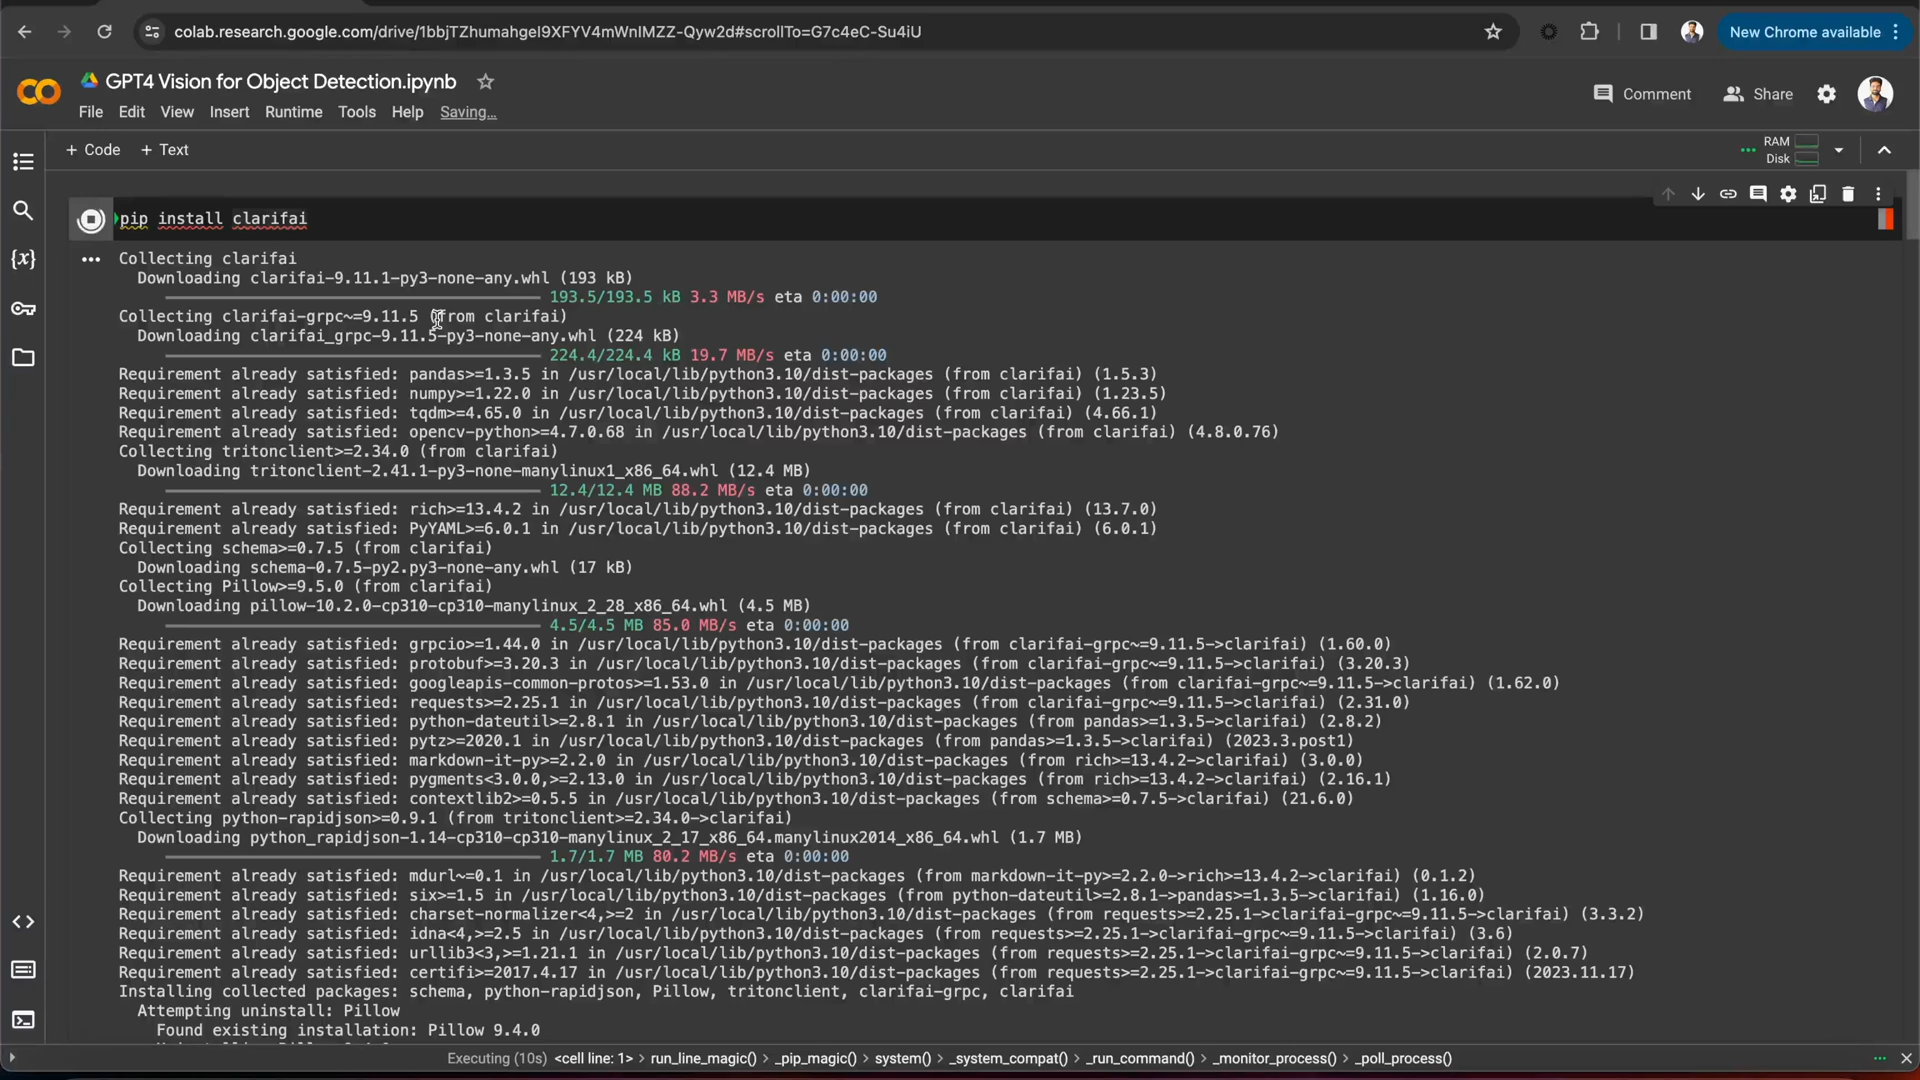 colab.research.google.com/drive/1bbjTZhumahgeI9XFYV4mWnIMZZ-Qyw2d#scrollTo=G7c4eC-Su4iU
New Chrome available
GPT4 Vision for Object Detection.ipynb
Comment
Share
File Edit View Insert Runtime Tools Help Saving...
+ Code + Text
RAM
Disk
pip install clarifai
Collecting clarifai
Downloading clarifai-9.11.1-py3-none-any.whl (193 kB)
193.5/193.5 kB 3.3 MB/s eta 0:00:00
Collecting clarifai-grpc~=9.11.5 (from clarifai)
Downloading clarifai_grpc-9.11.5-py3-none-any.whl (224 kB)
224.4/224.4 kB 19.7 MB/s eta 0:00:00
Requirement already satisfied: pandas>=1.3.5 in /usr/local/lib/python3.10/dist-packages (from clarifai) (1.5.3)
Requirement already satisfied: numpy>=1.22.0 in /usr/local/lib/python3.10/dist-packages (from clarifai) (1.23.5)
Requirement already satisfied: tqdm>=4.65.0 in /usr/local/lib/python3.10/dist-packages (from clarifai) (4.66.1)
Requirement already satisfied: opencv-python>=4.7.0.68 in /usr/local/lib/python3.10/dist-packages (from clarifai) (4.8.0.76)
Collecting tritonclient>=2.34.0 (from clarifai)
Downloading tritonclient-2.41.1-py3-none-manylinux1_x86_64.whl (12.4 MB)
12.4/12.4 MB 88.2 MB/s eta 0:00:00
Requirement already satisfied: rich>=13.4.2 in /usr/local/lib/python3.10/dist-packages (from clarifai) (13.7.0)
Requirement already satisfied: PyYAML>=6.0.1 in /usr/local/lib/python3.10/dist-packages (from clarifai) (6.0.1)
Collecting schema>=0.7.5 (from clarifai)
Downloading schema-0.7.5-py2.py3-none-any.whl (17 kB)
Collecting Pillow>=9.5.0 (from clarifai)
Downloading pillow-10.2.0-cp310-cp310-manylinux_2_28_x86_64.whl (4.5 MB)
4.5/4.5 MB 85.0 MB/s eta 0:00:00
Requirement already satisfied: grpcio>=1.44.0 in /usr/local/lib/python3.10/dist-packages (from clarifai-grpc~=9.11.5->clarifai) (1.60.0)
Requirement already satisfied: protobuf>=3.20.3 in /usr/local/lib/python3.10/dist-packages (from clarifai-grpc~=9.11.5->clarifai) (3.20.3)
Requirement already satisfied: googleapis-common-protos>=1.53.0 in /usr/local/lib/python3.10/dist-packages (from clarifai-grpc~=9.11.5->clarifai) (1.62.0)
Requirement already satisfied: requests>=2.25.1 in /usr/local/lib/python3.10/dist-packages (from clarifai-grpc~=9.11.5->clarifai) (2.31.0)
Requirement already satisfied: python-dateutil>=2.8.1 in /usr/local/lib/python3.10/dist-packages (from pandas>=1.3.5->clarifai) (2.8.2)
Requirement already satisfied: pytz>=2020.1 in /usr/local/lib/python3.10/dist-packages (from pandas>=1.3.5->clarifai) (2023.3.post1)
Requirement already satisfied: markdown-it-py>=2.2.0 in /usr/local/lib/python3.10/dist-packages (from rich>=13.4.2->clarifai) (3.0.0)
Requirement already satisfied: pygments<3.0.0,>=2.13.0 in /usr/local/lib/python3.10/dist-packages (from rich>=13.4.2->clarifai) (2.16.1)
Requirement already satisfied: contextlib2>=0.5.5 in /usr/local/lib/python3.10/dist-packages (from schema>=0.7.5->clarifai) (21.6.0)
Collecting python-rapidjson>=0.9.1 (from tritonclient>=2.34.0->clarifai)
Downloading python_rapidjson-1.14-cp310-cp310-manylinux_2_17_x86_64.manylinux2014_x86_64.whl (1.7 MB)
1.7/1.7 MB 80.2 MB/s eta 0:00:00
Requirement already satisfied: mdurl~=0.1 in /usr/local/lib/python3.10/dist-packages (from markdown-it-py>=2.2.0->rich>=13.4.2->clarifai) (0.1.2)
Requirement already satisfied: six>=1.5 in /usr/local/lib/python3.10/dist-packages (from python-dateutil>=2.8.1->pandas>=1.3.5->clarifai) (1.16.0)
Requirement already satisfied: charset-normalizer<4,>=2 in /usr/local/lib/python3.10/dist-packages (from requests>=2.25.1->clarifai-grpc~=9.11.5->clarifai) (3.3.2)
Requirement already satisfied: idna<4,>=2.5 in /usr/local/lib/python3.10/dist-packages (from requests>=2.25.1->clarifai-grpc~=9.11.5->clarifai) (3.6)
Requirement already satisfied: urllib3<3,>=1.21.1 in /usr/local/lib/python3.10/dist-packages (from requests>=2.25.1->clarifai-grpc~=9.11.5->clarifai) (2.0.7)
Requirement already satisfied: certifi>=2017.4.17 in /usr/local/lib/python3.10/dist-packages (from requests>=2.25.1->clarifai-grpc~=9.11.5->clarifai) (2023.11.17)
Installing collected packages: schema, python-rapidjson, Pillow, tritonclient, clarifai-grpc, clarifai
Attempting uninstall: Pillow
Found existing installation: Pillow 9.4.0
Executing (10s) <cell line: 1> > run_line_magic() > _pip_magic() > system() > _system_compat() > _run_command() > _monitor_process() > _poll_process()